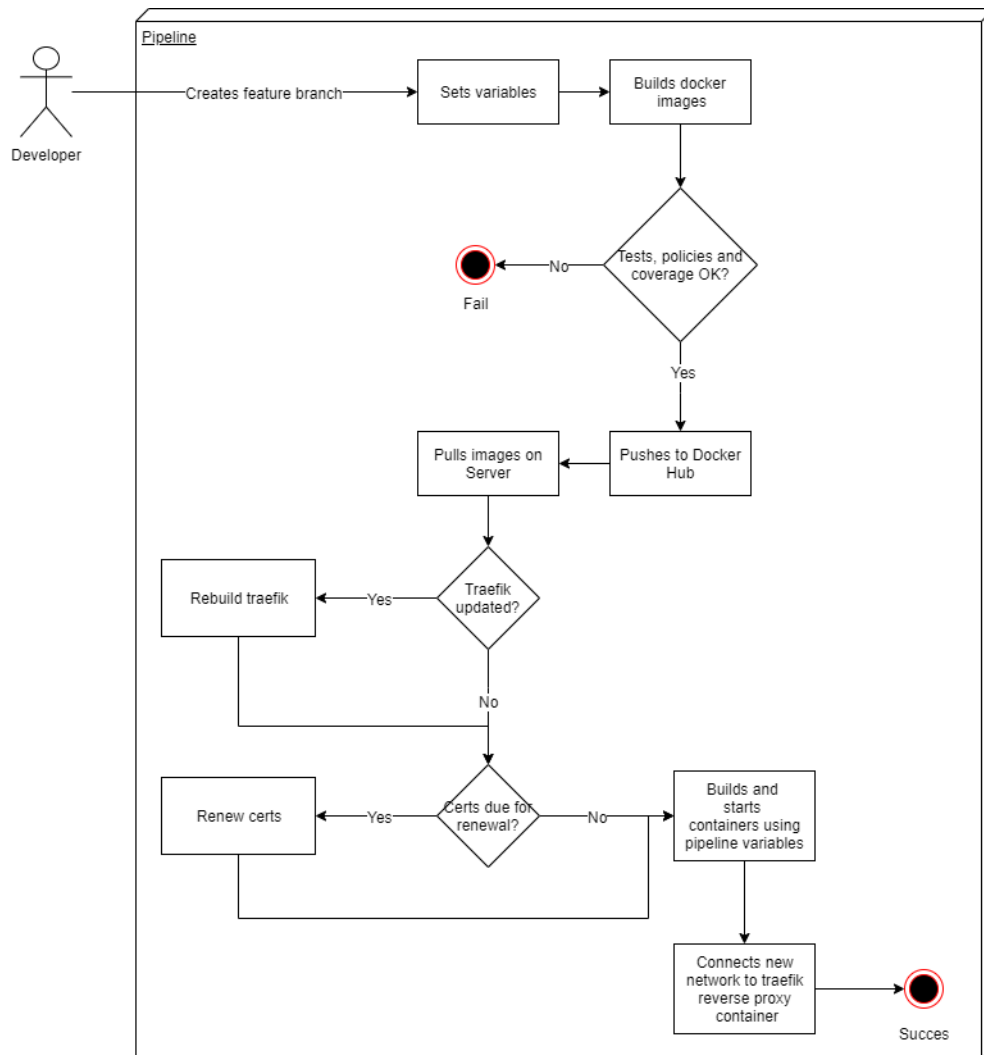 Pipeline
Developer
Creates feature branch
Sets variables
Builds docker
images
Tests, policies and
coverage OK?
No
Fail
Yes
Pushes to Docker
Hub
Pulls images on
Server
Traefik
updated?
Yes
Rebuild traefik
No
Certs due for
renewal?
Yes
Renew certs
No
Builds and
starts
containers using
pipeline variables
Connects new
network to traefik
reverse proxy
container
Succes